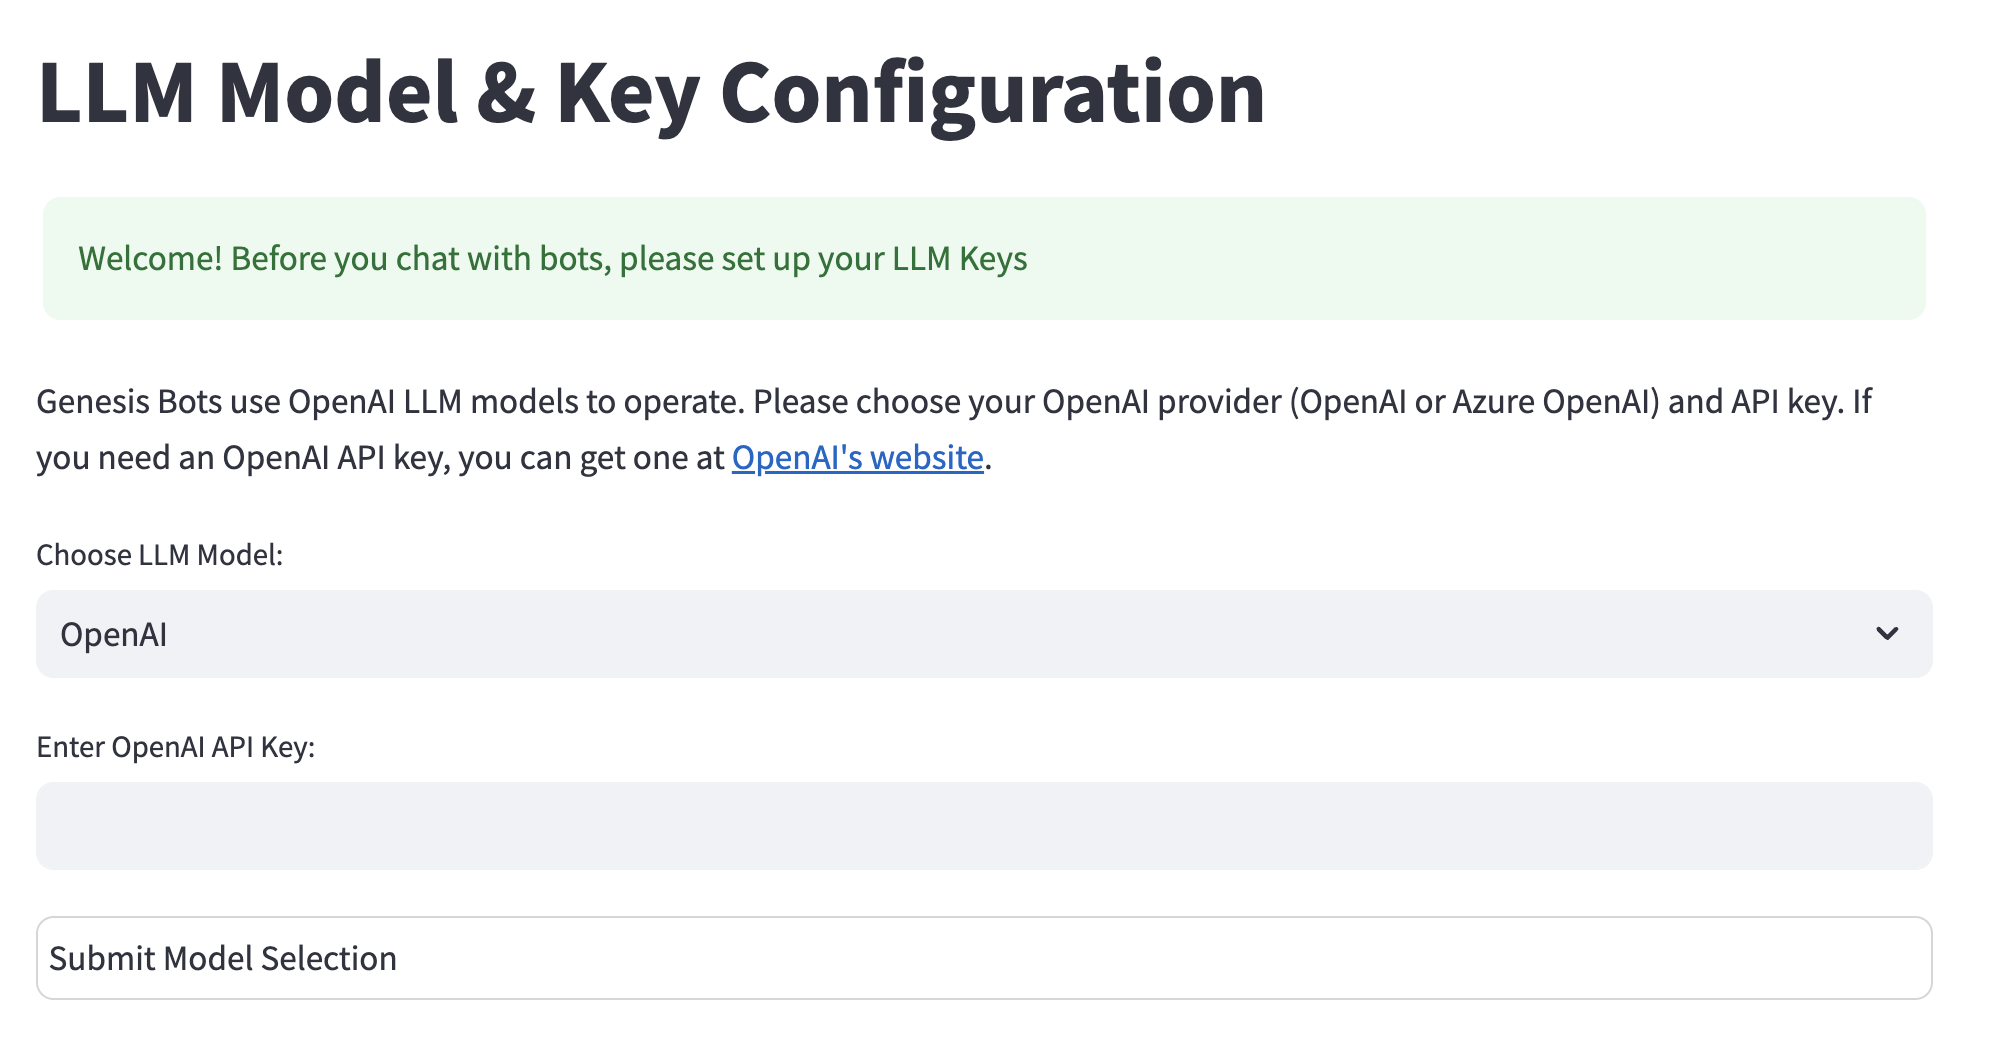 LLM Model & Key Configuration
Welcome! Before you chat with bots, please set up your LLM Keys
Genesis Bots use OpenAI LLM models to operate. Please choose your OpenAI provider (OpenAI or Azure OpenAI) and API key. If
you need an OpenAI API key, you can get one at OpenAI's website.
Choose LLM Model:
OpenAI
Enter OpenAI API Key:
Submit Model Selection